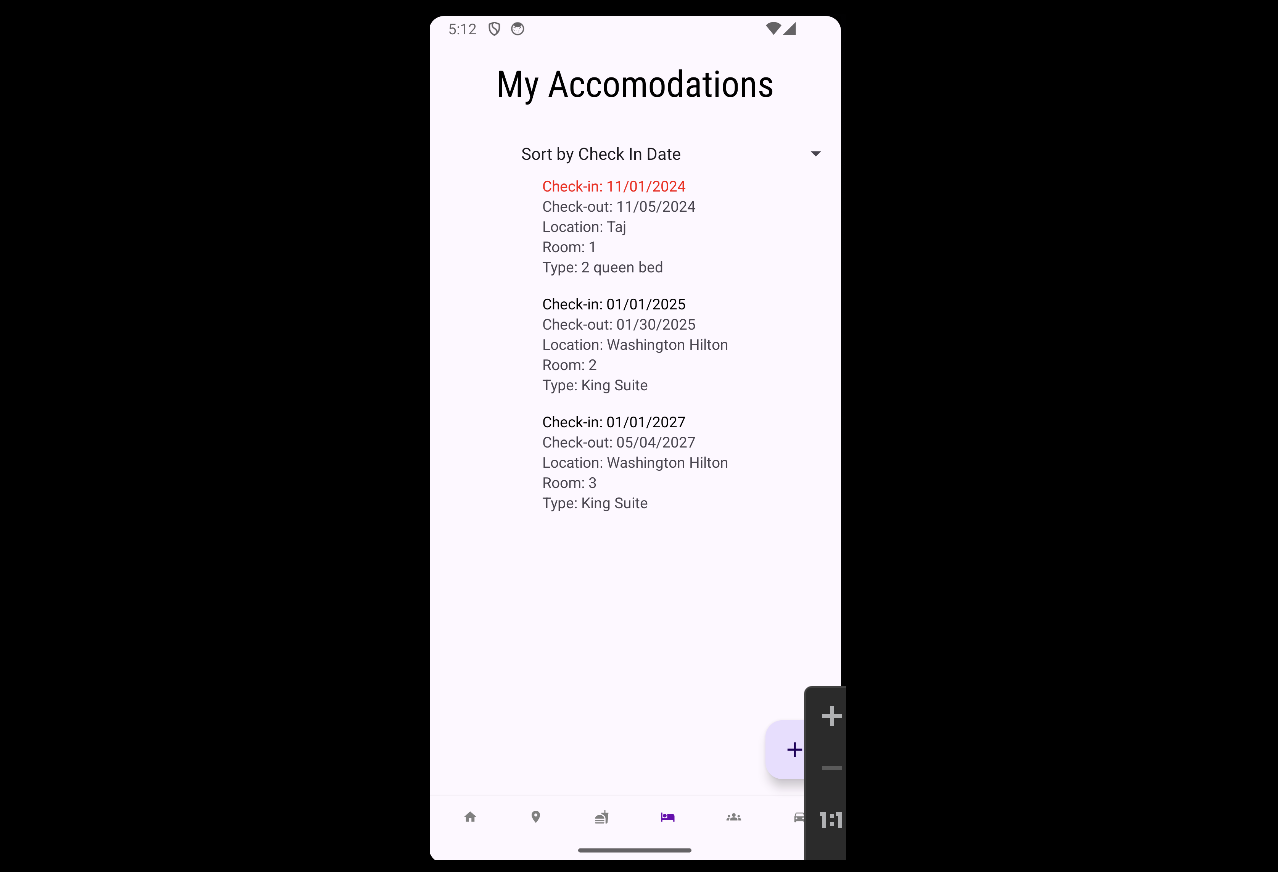 5:12
My Accomodations
Sort by Check In Date
Check-in: 11/01/2024
Check-out: 11/05/2024
Location: Taj
Room: 1
Type: 2 queen bed
Check-in: 01/01/2025
Check-out: 01/30/2025
Location: Washington Hilton
Room: 2
Type: King Suite
Check-in: 01/01/2027
Check-out: 05/04/2027
Location: Washington Hilton
Room: 3
Type: King Suite
1:1